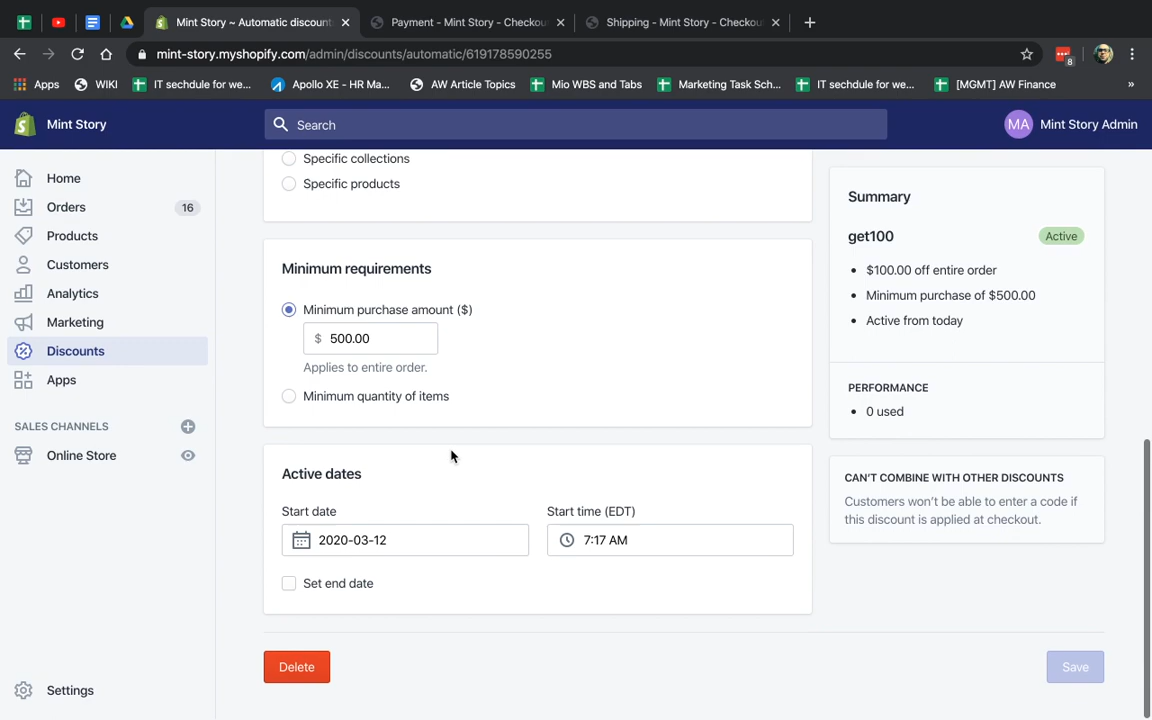 Mint Story ~ Automatic discount
Payment - Mint Story - Checkou
Shipping - Mint Story - Checkou
mint-story.myshopify.com/admin/discounts/automatic/619178590255
8
Apps
WIKI
IT sechdule for we...
Apollo XE - HR Ma...
AW Article Topics
Mio WBS and Tabs
Marketing Task Sch...
IT sechdule for we...
[MGMT] AW Finance
»
Mint Story
Search
MA
Mint Story Admin
Home
Orders
16
Products
Customers
Analytics
Marketing
Discounts
Apps
SALES CHANNELS
Online Store
Settings
Specific collections
Specific products
Minimum requirements
Minimum purchase amount ($)
$ 500.00
Applies to entire order.
Minimum quantity of items
Active dates
Start date
Start time (EDT)
2020-03-12
7:17 AM
Set end date
Delete
Save
Summary
get100
Active
• $100.00 off entire order
• Minimum purchase of $500.00
• Active from today
PERFORMANCE
• 0 used
CAN'T COMBINE WITH OTHER DISCOUNTS
Customers won't be able to enter a code if
this discount is applied at checkout.